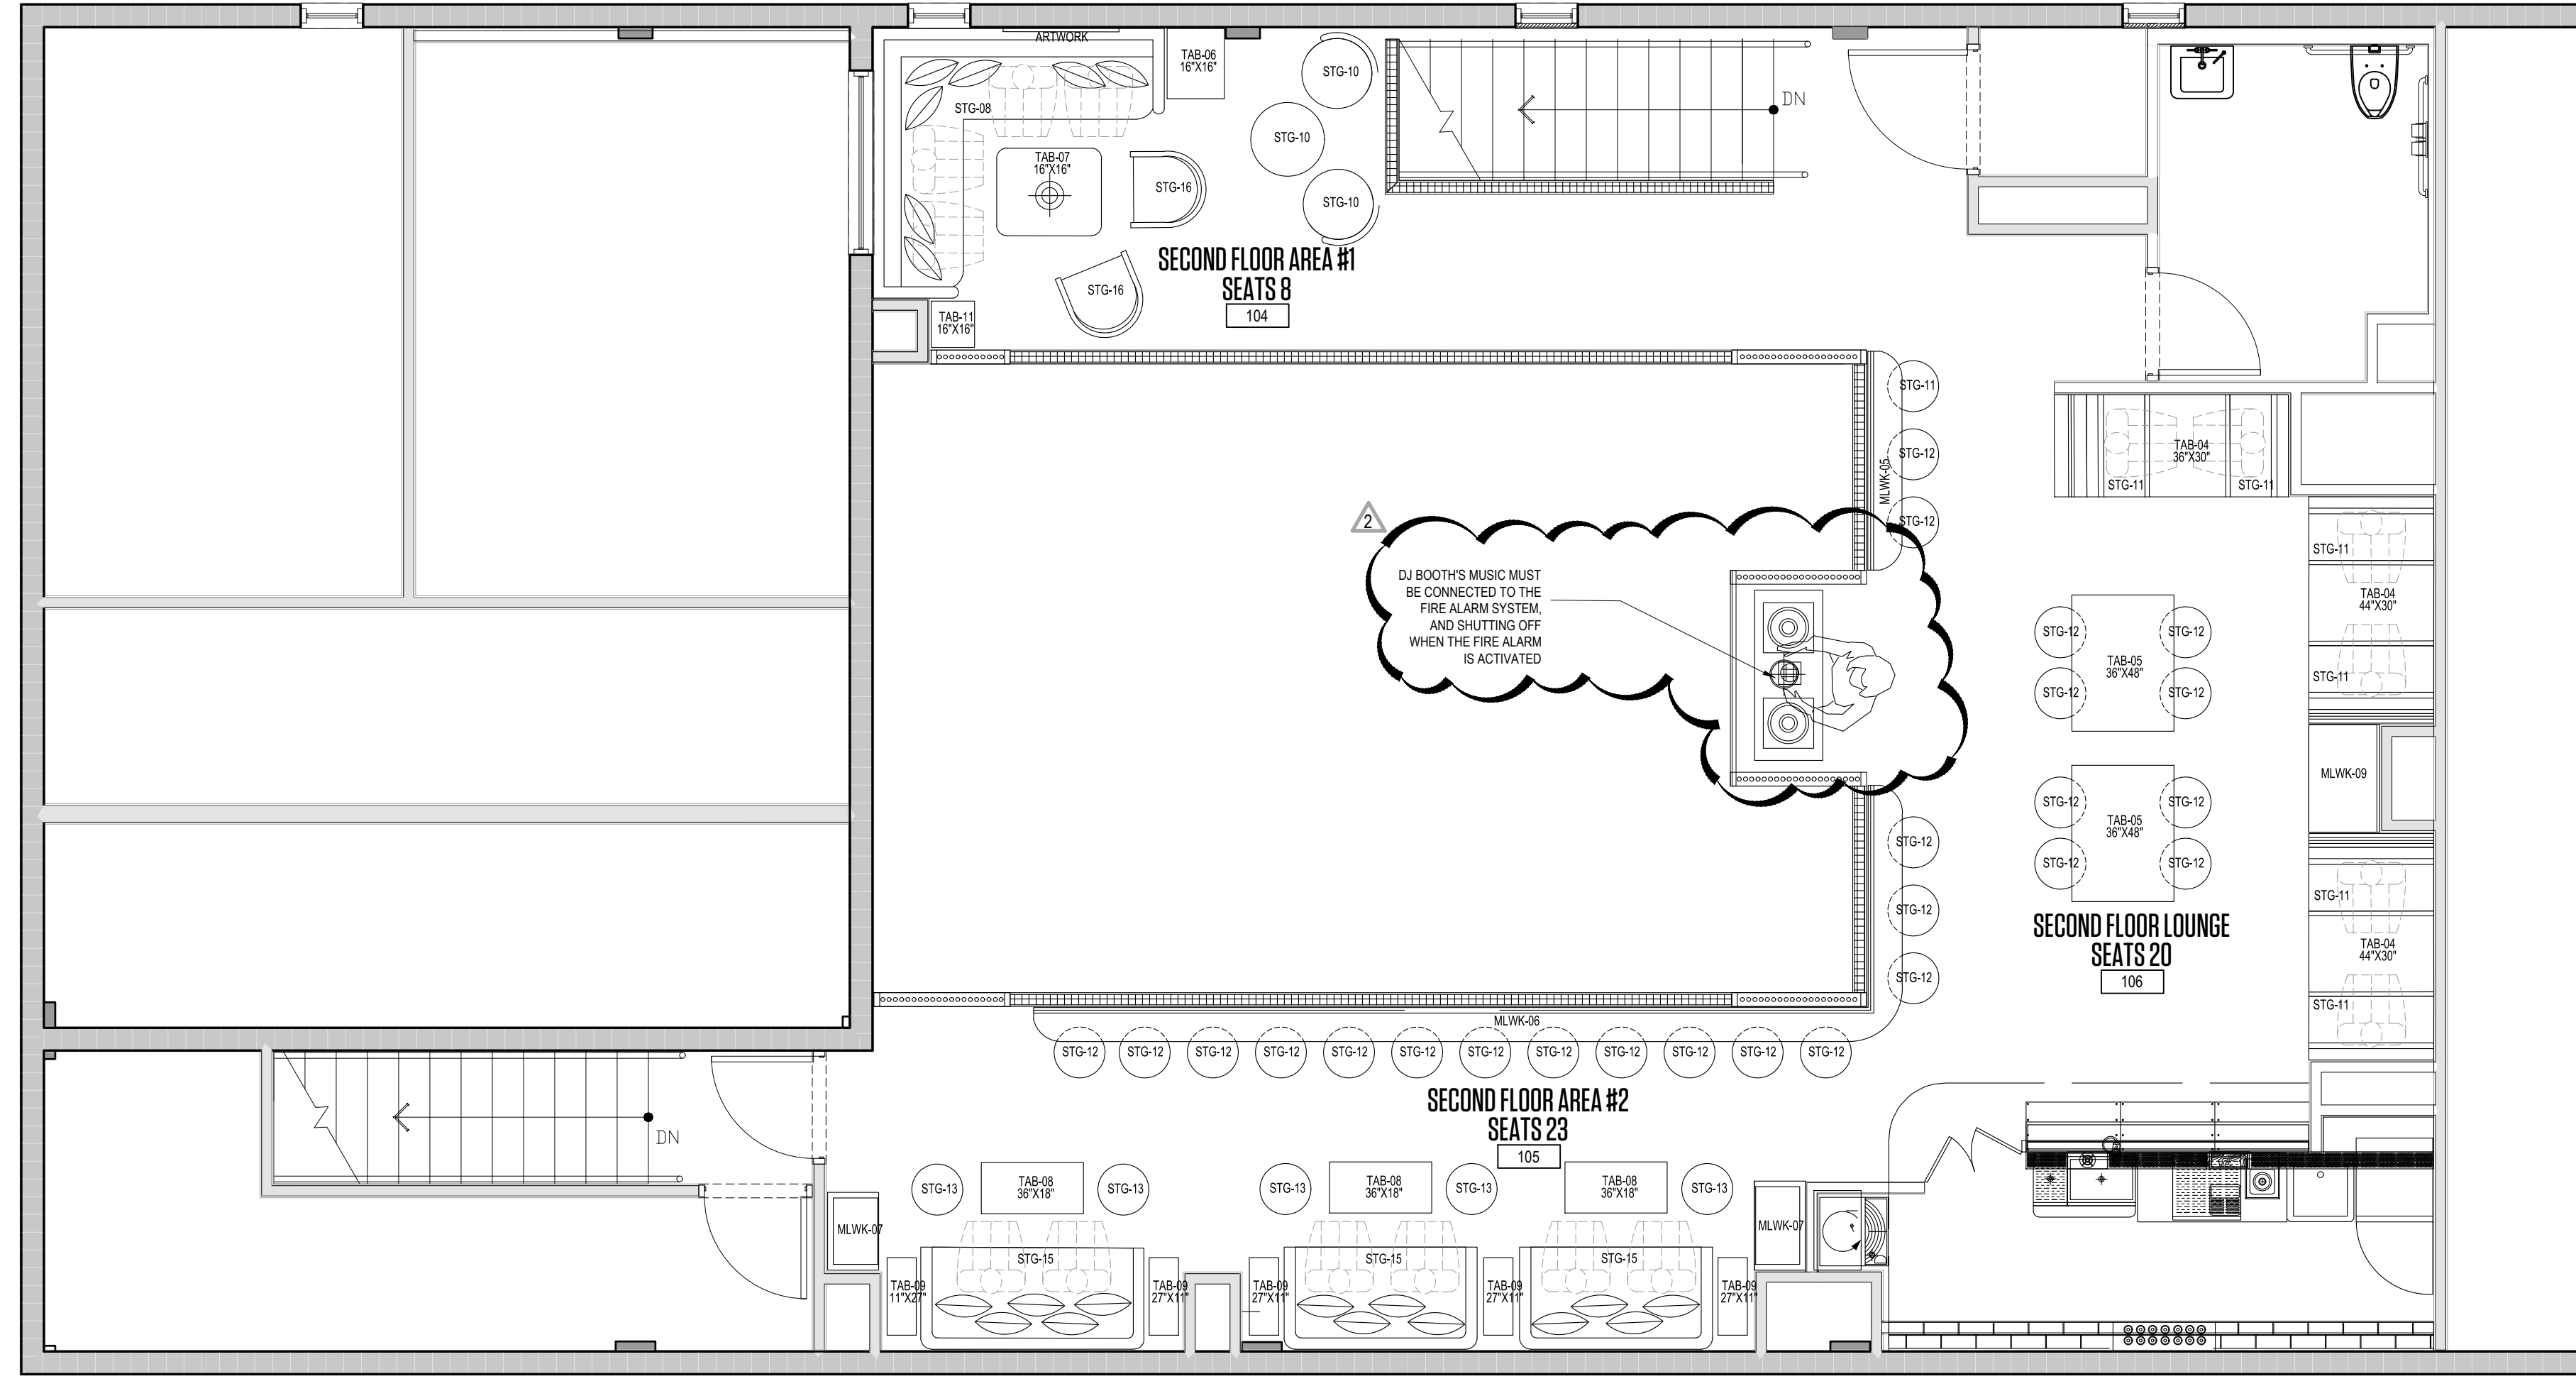 ARTWORK
TAB-06
16"X16"
STG-10
STG-10
STG-10
DN
STG-08
TAB-07
16"X16"
STG-16
STG-16
SECOND FLOOR AREA #1
SEATS 8
104
TAB-11
16"X16"
STG-11
STG-12
STG-12
MLWK-05
TAB-04
36"X30"
STG-11
STG-11
2
DJ BOOTH'S MUSIC MUST
BE CONNECTED TO THE
FIRE ALARM SYSTEM,
AND SHUTTING OFF
WHEN THE FIRE ALARM
IS ACTIVATED
STG-11
TAB-04
44"X30"
STG-11
STG-12
STG-12
TAB-05
36"X48"
STG-12
STG-12
MLWK-09
STG-12
STG-12
TAB-05
36"X48"
STG-12
STG-12
STG-12
STG-12
STG-12
STG-11
TAB-04
44"X30"
STG-11
SECOND FLOOR LOUNGE
SEATS 20
106
MLWK-06
STG-12
STG-12
STG-12
STG-12
STG-12
STG-12
STG-12
STG-12
STG-12
STG-12
STG-12
STG-12
SECOND FLOOR AREA #2
SEATS 23
105
DN
STG-13
TAB-08
36"X18"
STG-13
STG-13
TAB-08
36"X18"
STG-13
TAB-08
36"X18"
STG-13
MLWK-07
MLWK-07
STG-15
STG-15
STG-15
TAB-09
11"X27"
TAB-09
27"X11"
TAB-09
27"X11"
TAB-09
27"X11"
TAB-09
27"X11"